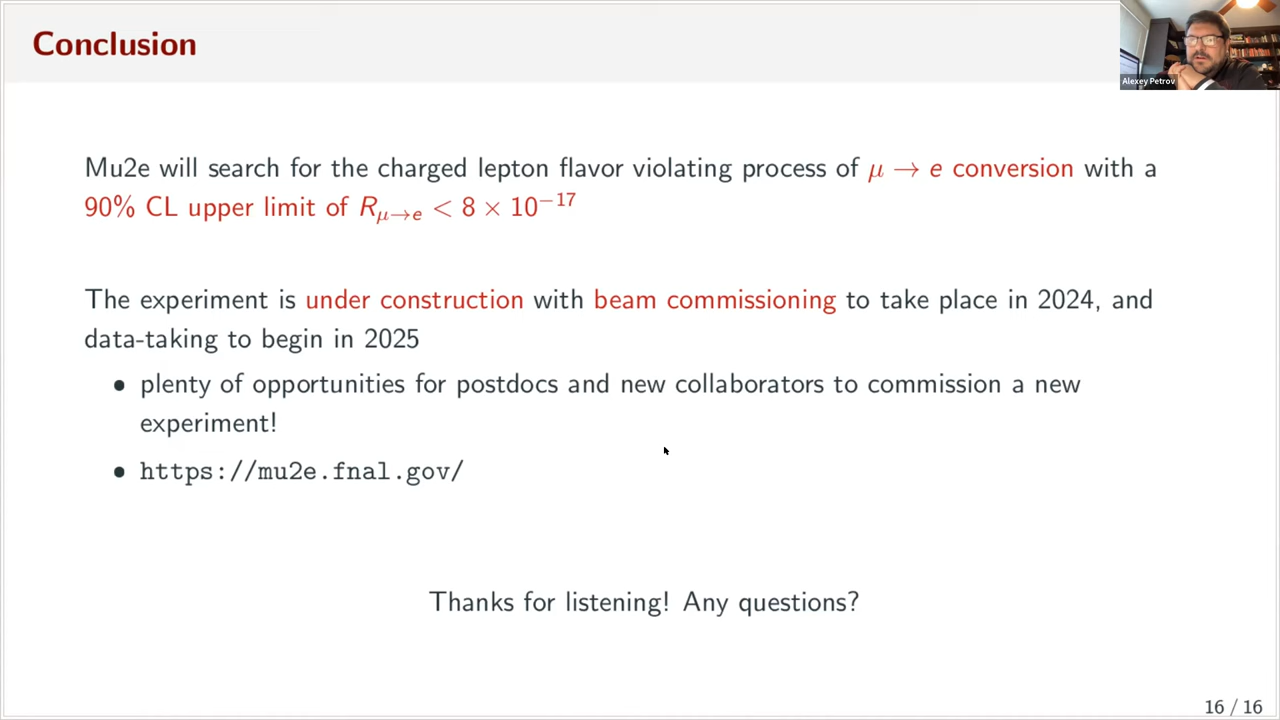 Conclusion
Alexey Petrov
Mu2e will search for the charged lepton flavor violating process of μ → e conversion with a
90% CL upper limit of Rμ→e < 8 × 10−17
The experiment is under construction with beam commissioning to take place in 2024, and
data-taking to begin in 2025
• plenty of opportunities for postdocs and new collaborators to commission a new
experiment!
• https://mu2e.fnal.gov/
Thanks for listening! Any questions?
16 / 16